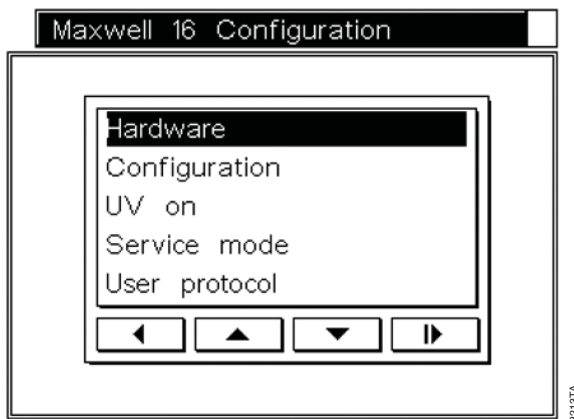 Maxwell 16 Configuration
Hardware
Configuration
UV on
Service mode
User protocol